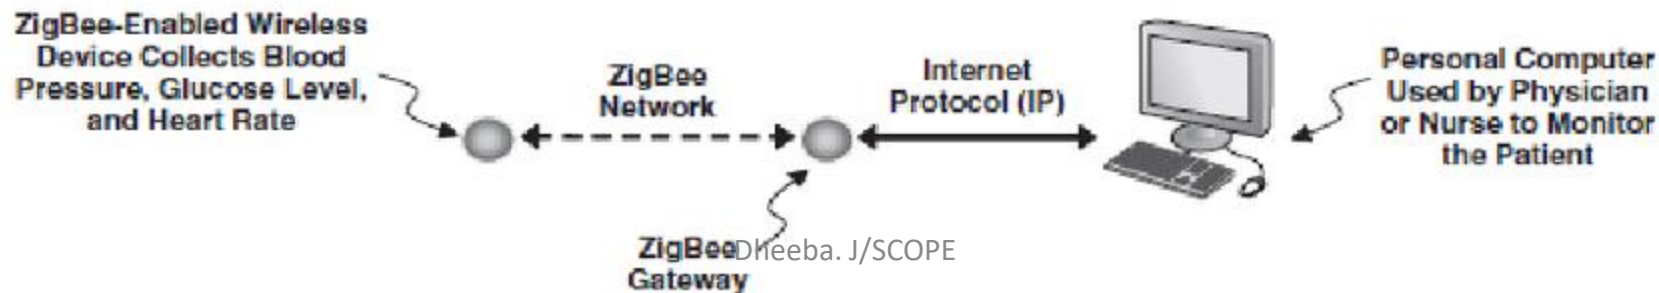 ZigBee-Enabled Wireless
Device Collects Blood
Pressure, Glucose Level,
and Heart Rate
ZigBee
Network
Internet
Protocol (IP)
Personal Computer
Used by Physician
or Nurse to Monitor
the Patient
ZigBee
Gateway
Dheeba. J/SCOPE